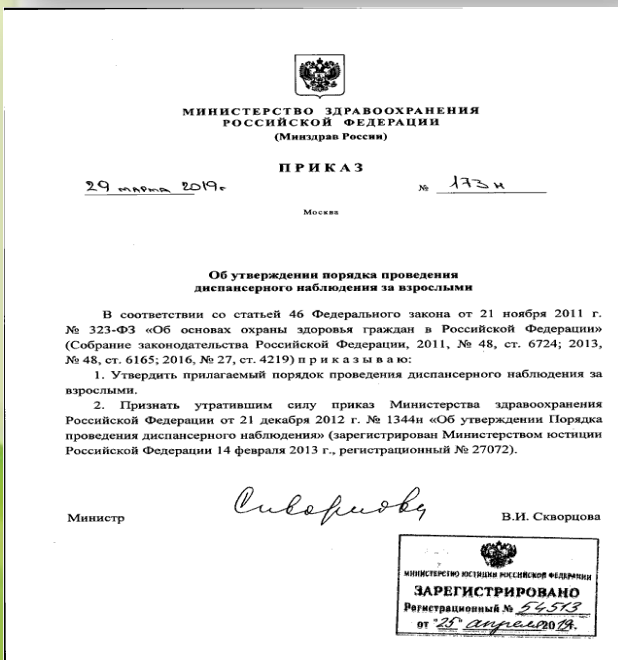 МИНИСТЕРСТВО ЗДРАВООХРАНЕНИЯ
РОССИЙСКОЙ ФЕДЕРАЦИИ
(Минздрав России)
ПРИКАЗ
29 марта 2019г № 173н
Москва
Об утверждении порядка проведения
диспансерного наблюдения за взрослыми
В соответствии со статьей 46 Федерального закона от 21 ноября 2011 г.
№ 323-ФЗ «Об основах охраны здоровья граждан в Российской Федерации»
(Собрание законодательства Российской Федерации, 2011, № 48, ст. 6724; 2013,
№ 48, ст. 6165; 2016, № 27, ст. 4219) п р и к а з ы в а ю:
1. Утвердить прилагаемый порядок проведения диспансерного наблюдения за
взрослыми.
2. Признать утратившим силу приказ Министерства здравоохранения
Российской Федерации от 21 декабря 2012 г. № 1344н «Об утверждении Порядка
проведения диспансерного наблюдения» (зарегистрирован Министерством юстиции
Российской Федерации 14 февраля 2013 г., регистрационный № 27072).
Министр В.И. Скворцова
МИНИСТЕРСТВО ЮСТИЦИИ РОССИЙСКОЙ ФЕДЕРАЦИИ
ЗАРЕГИСТРИРОВАНО
Регистрационный № 54513
от "25" апреля 2019г.